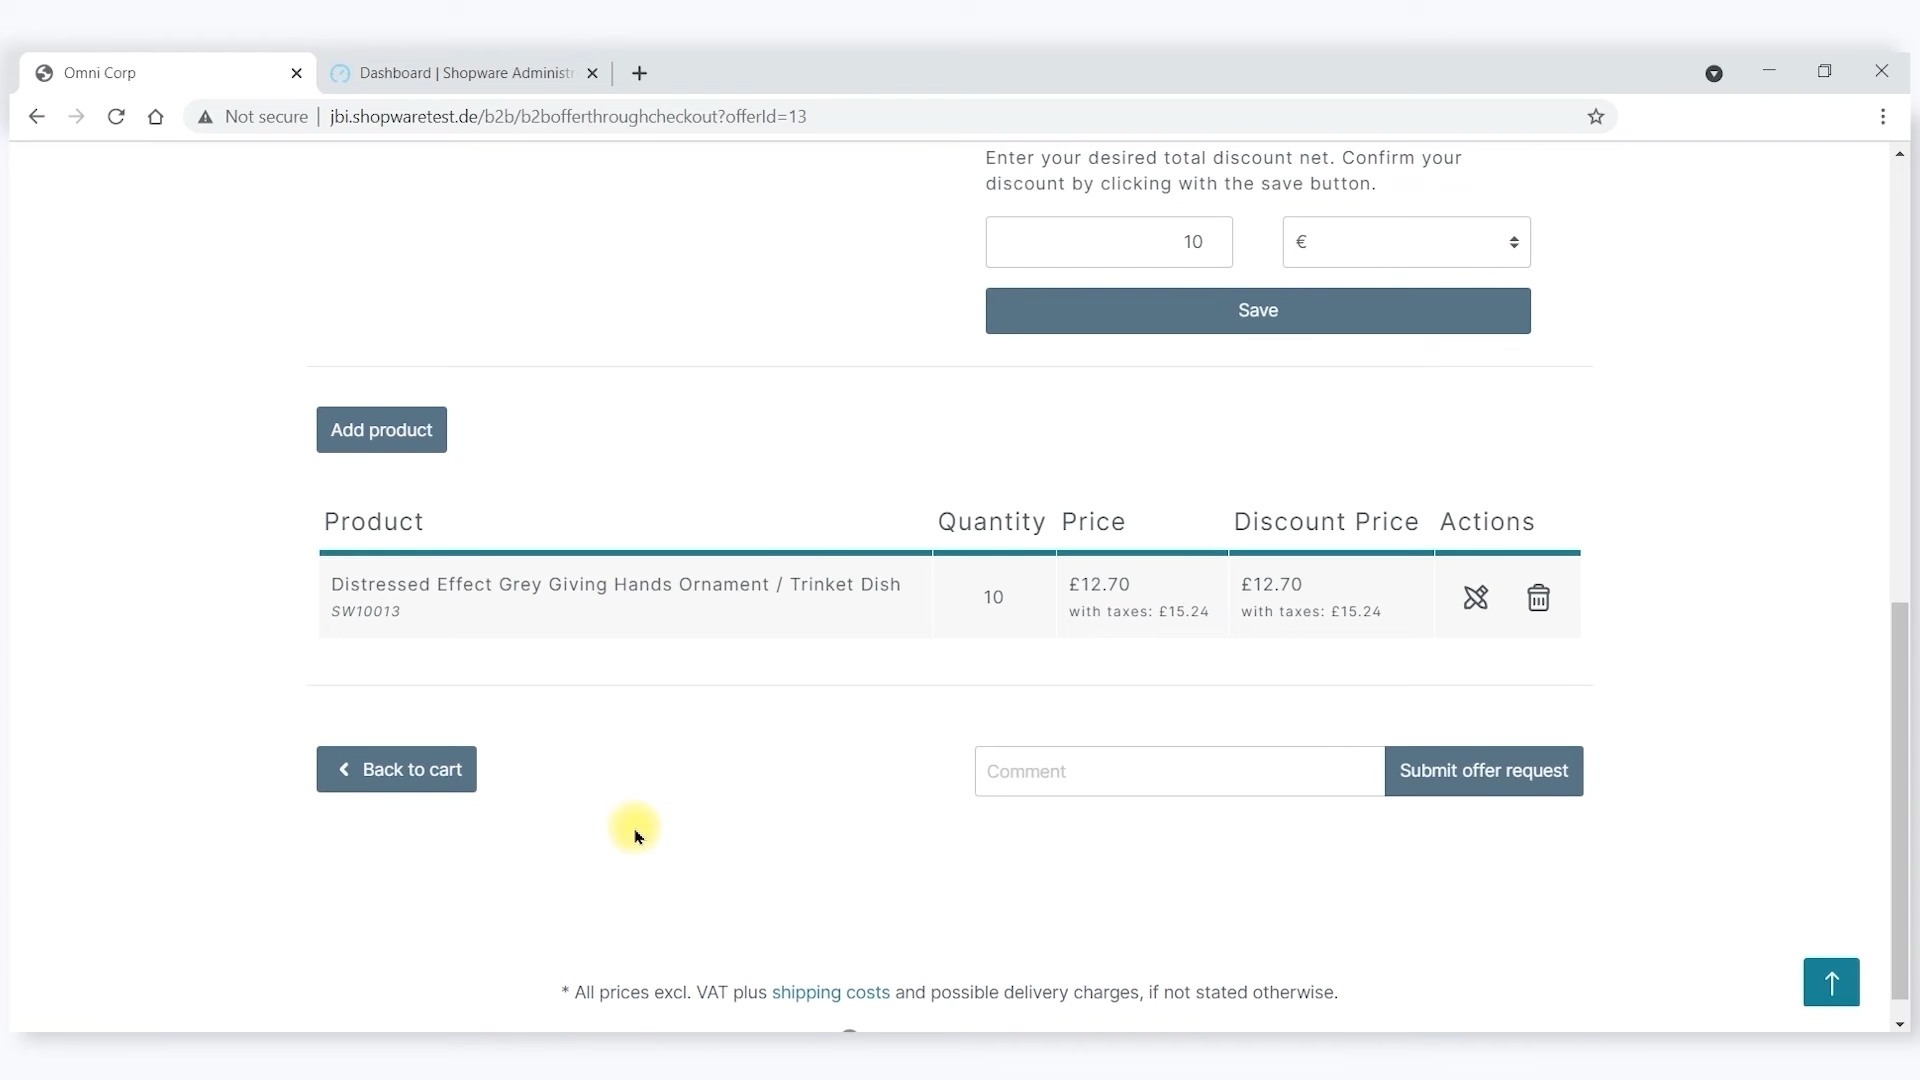 Omni Corp
Dashboard | Shopware Administr
Not secure | jbi.shopwaretest.de/b2b/b2bofferthroughcheckout?offerId=13
Enter your desired total discount net. Confirm your
discount by clicking with the save button.
10 €
Save
Add product
Product Quantity Price Discount Price Actions
Distressed Effect Grey Giving Hands Ornament / Trinket Dish 10 £12.70 £12.70
SW10013 with taxes: £15.24 with taxes: £15.24
Back to cart Comment Submit offer request
* All prices excl. VAT plus shipping costs and possible delivery charges, if not stated otherwise.